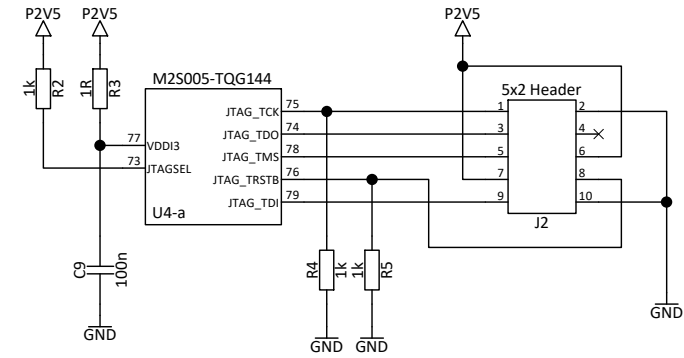 P2V5 P2V5 P2V5
1k R2 1R R3
M2S005-TQG144
5x2 Header
75 JTAG_TCK 1 2
74 JTAG_TDO 3 4
77 VDDI3
78 JTAG_TMS 5 6
73 JTAGSEL
76 JTAG_TRSTB 7 8
79 JTAG_TDI 9 10
U4-a
J2
C9 100n
R4 1k 1k R5
GND
GND GND
GND